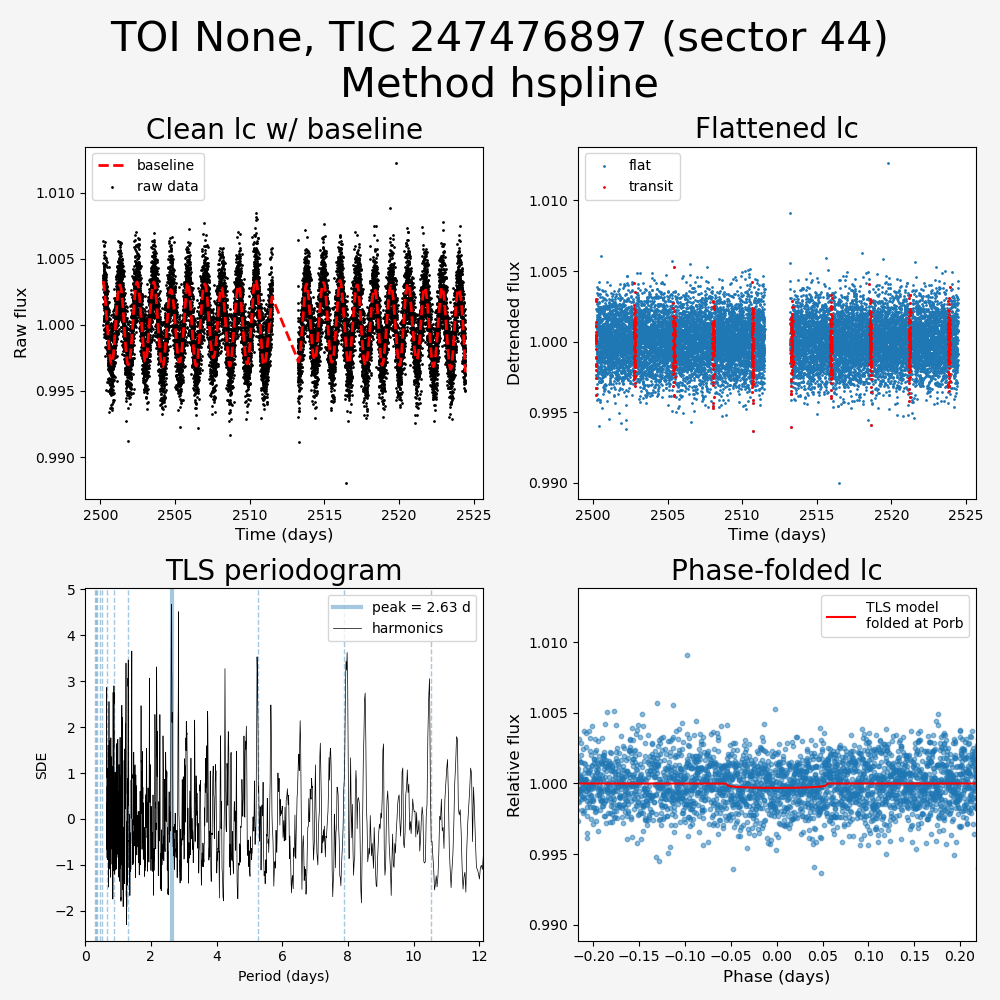 TOI None, TIC 247476897 (sector 44)
Method hspline
Clean lc w/ baseline
baseline
raw data
1.010
1.005
1.000
0.995
0.990
Raw flux
2500 2505 2510 2515 2520 2525
Time (days)
Flattened lc
flat
transit
1.010
1.005
1.000
0.995
0.990
Detrended flux
2500 2505 2510 2515 2520 2525
Time (days)
TLS periodogram
peak = 2.63 d
harmonics
5
4
3
2
1
0
−1
−2
SDE
0 2 4 6 8 10 12
Period (days)
Phase-folded lc
TLS model
folded at Porb
1.010
1.005
1.000
0.995
0.990
Relative flux
−0.20 −0.15 −0.10 −0.05 0.00 0.05 0.10 0.15 0.20
Phase (days)